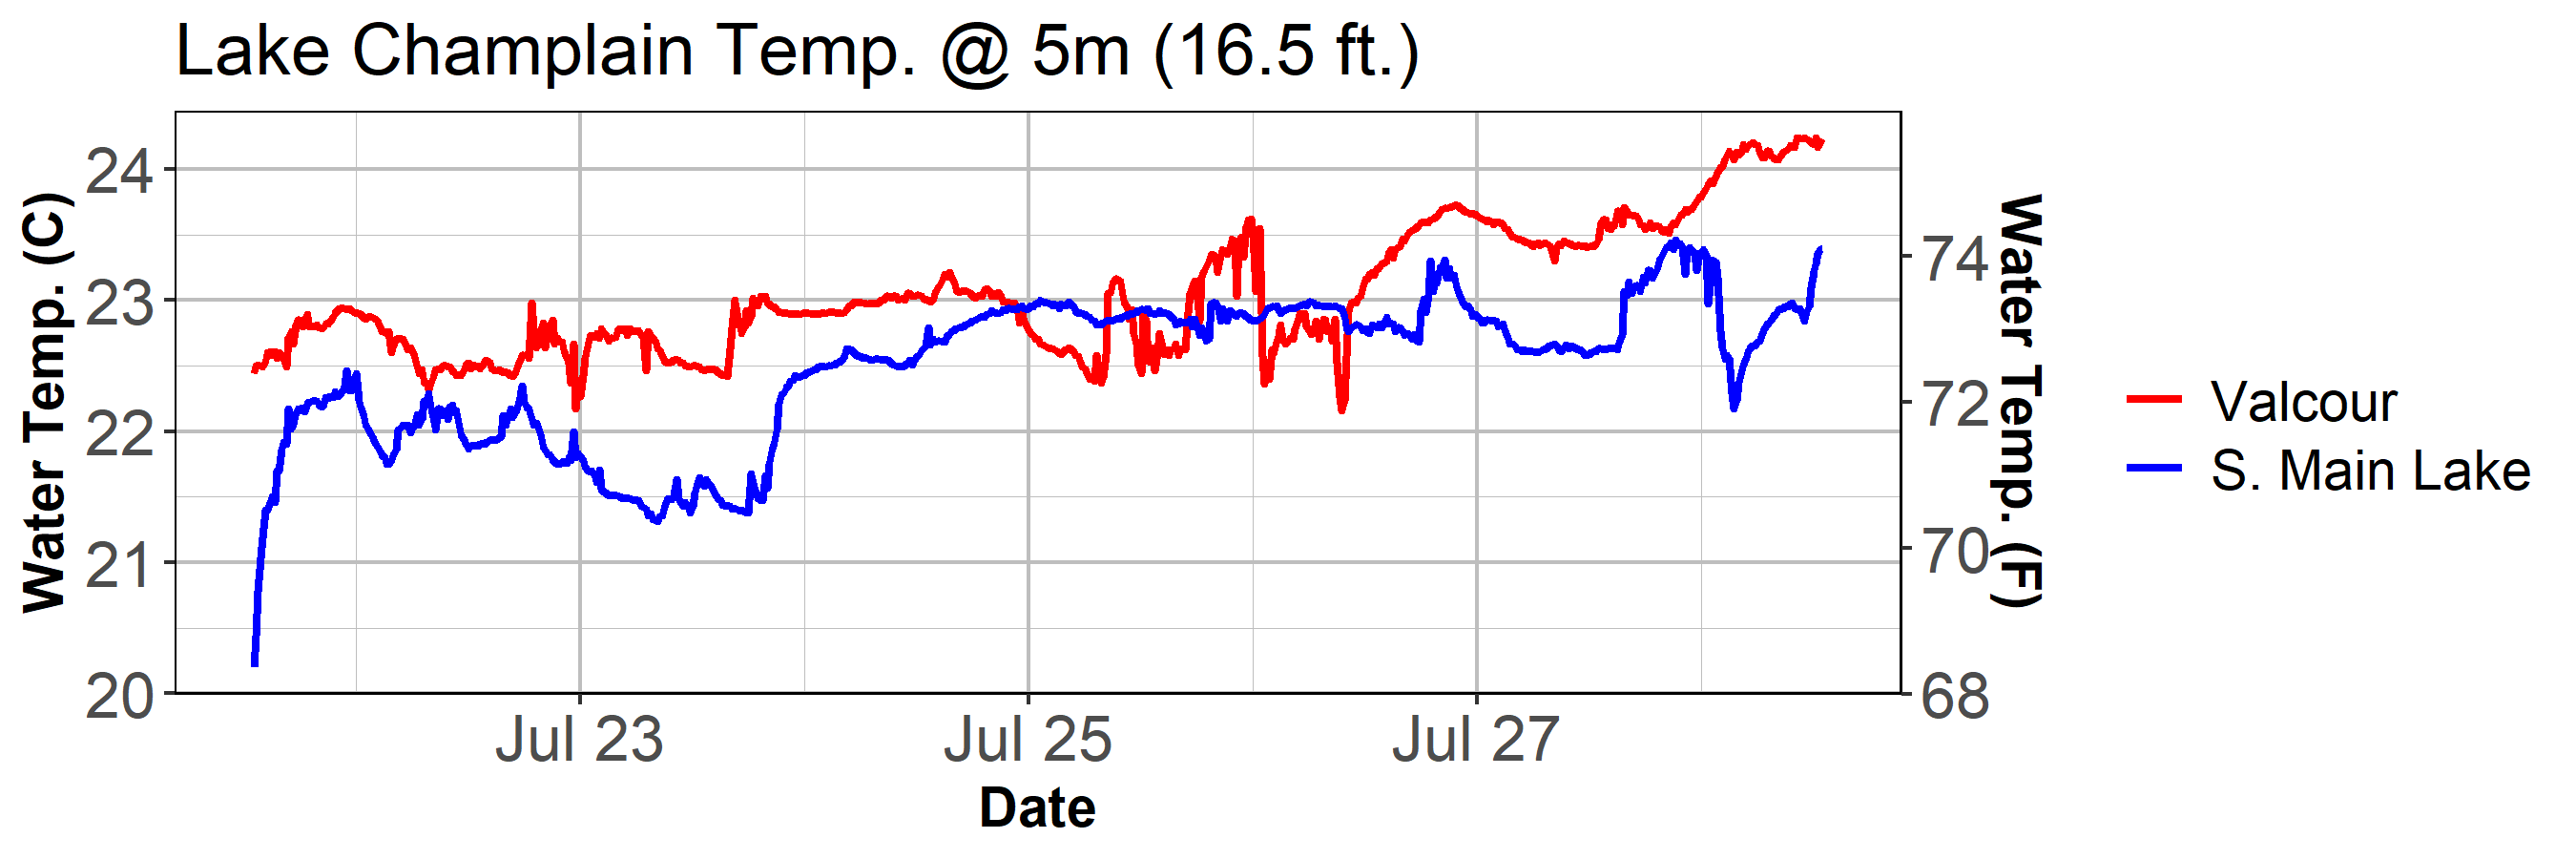 Lake Champlain Temp. @ 5m (16.5 ft.)
Water Temp. (C)
24
23
22
21
20
74
72
70
68
Water Temp. (F)
Jul 23
Jul 25
Jul 27
Date
Valcour
S. Main Lake